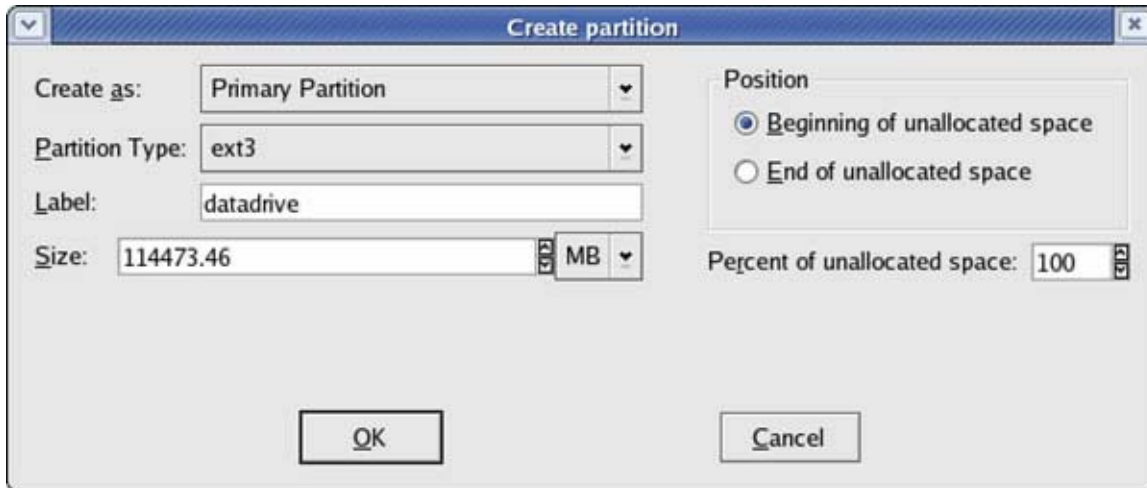 Create partition
Create as: Primary Partition
Partition Type: ext3
Label: datadrive
Size: 114473.46 MB
Position
Beginning of unallocated space
End of unallocated space
Percent of unallocated space: 100
OK
Cancel